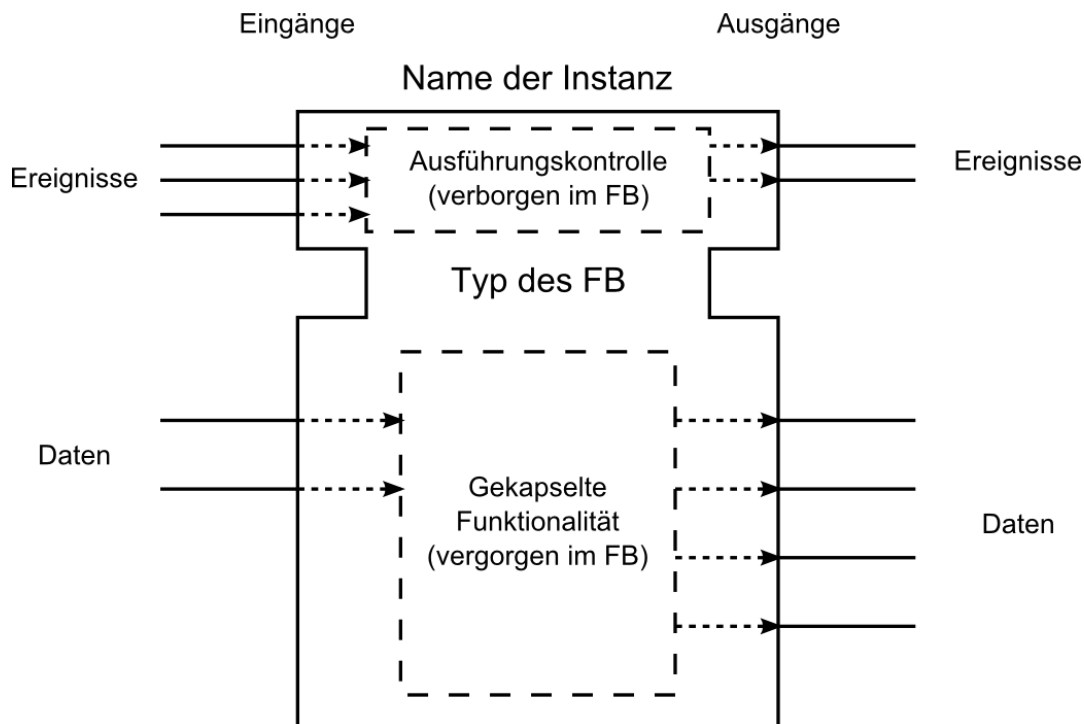 Eingänge
Ausgänge
Name der Instanz
Ausführungskontrolle
(verborgen im FB)
Ereignisse
Ereignisse
Typ des FB
Daten
Gekapselte
Funktionalität
(vergorgen im FB)
Daten